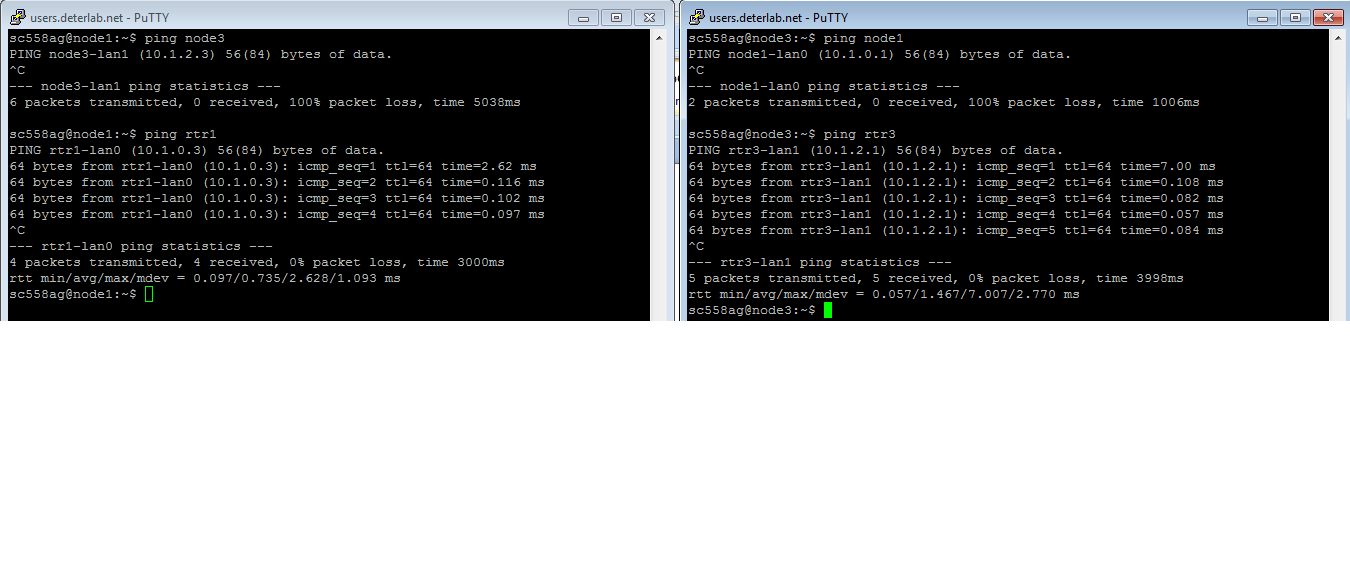 users.deterlab.net - PuTTY
sc558ag@node1:~$ ping node3
PING node3-lan1 (10.1.2.3) 56(84) bytes of data.
^C
--- node3-lan1 ping statistics ---
6 packets transmitted, 0 received, 100% packet loss, time 5038ms
sc558ag@node1:~$ ping rtr1
PING rtr1-lan0 (10.1.0.3) 56(84) bytes of data.
64 bytes from rtr1-lan0 (10.1.0.3): icmp_seq=1 ttl=64 time=2.62 ms
64 bytes from rtr1-lan0 (10.1.0.3): icmp_seq=2 ttl=64 time=0.116 ms
64 bytes from rtr1-lan0 (10.1.0.3): icmp_seq=3 ttl=64 time=0.102 ms
64 bytes from rtr1-lan0 (10.1.0.3): icmp_seq=4 ttl=64 time=0.097 ms
^C
--- rtr1-lan0 ping statistics ---
4 packets transmitted, 4 received, 0% packet loss, time 3000ms
rtt min/avg/max/mdev = 0.097/0.735/2.628/1.093 ms
sc558ag@node1:~$
users.deterlab.net - PuTTY
sc558ag@node3:~$ ping node1
PING node1-lan0 (10.1.0.1) 56(84) bytes of data.
^C
--- node1-lan0 ping statistics ---
2 packets transmitted, 0 received, 100% packet loss, time 1006ms
sc558ag@node3:~$ ping rtr3
PING rtr3-lan1 (10.1.2.1) 56(84) bytes of data.
64 bytes from rtr3-lan1 (10.1.2.1): icmp_seq=1 ttl=64 time=7.00 ms
64 bytes from rtr3-lan1 (10.1.2.1): icmp_seq=2 ttl=64 time=0.108 ms
64 bytes from rtr3-lan1 (10.1.2.1): icmp_seq=3 ttl=64 time=0.082 ms
64 bytes from rtr3-lan1 (10.1.2.1): icmp_seq=4 ttl=64 time=0.057 ms
64 bytes from rtr3-lan1 (10.1.2.1): icmp_seq=5 ttl=64 time=0.084 ms
^C
--- rtr3-lan1 ping statistics ---
5 packets transmitted, 5 received, 0% packet loss, time 3998ms
rtt min/avg/max/mdev = 0.057/1.467/7.007/2.770 ms
sc558ag@node3:~$